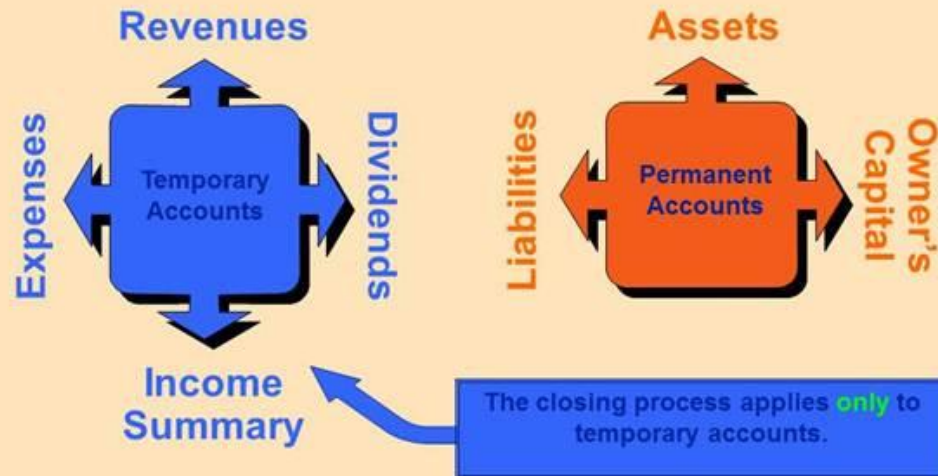 Revenues
Expenses
Temporary
Accounts
Dividends
Income
Summary
Assets
Liabilities
Permanent
Accounts
Owner's
Capital
The closing process applies only to
temporary accounts.